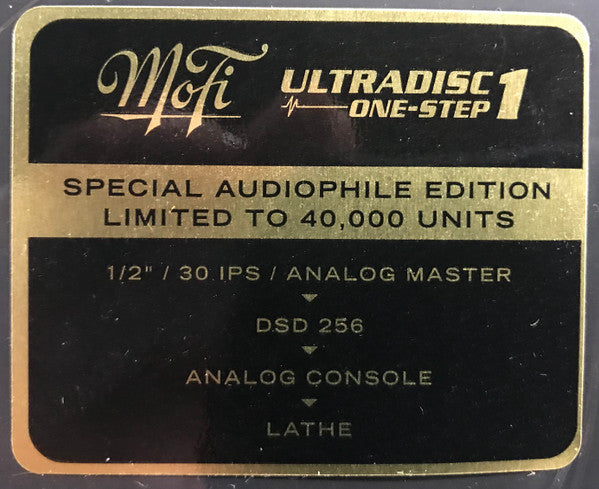 MoFi ULTRADISC
ONE-STEP 1
SPECIAL AUDIOPHILE EDITION
LIMITED TO 40,000 UNITS
1/2" / 30 IPS / ANALOG MASTER
DSD 256
ANALOG CONSOLE
LATHE